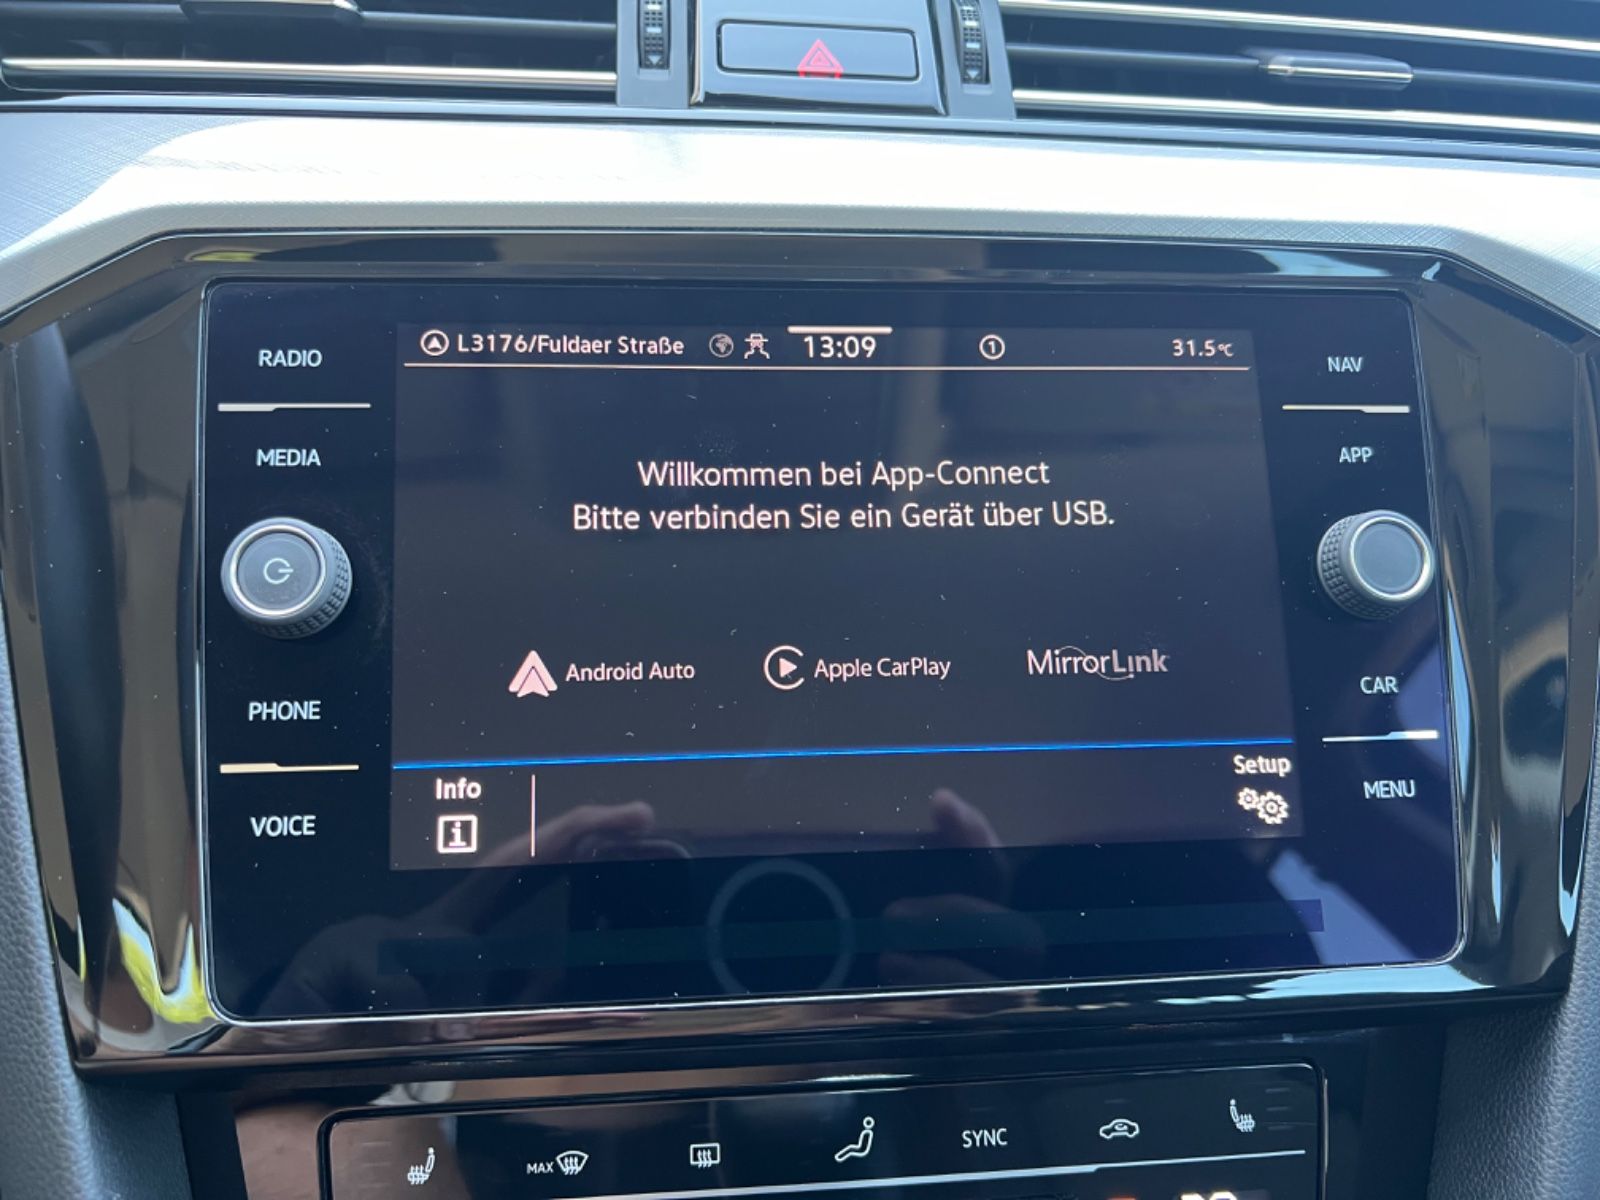 RADIO
MEDIA
PHONE
VOICE
L3176/Fuldaer Straße
13:09
1
31.5°C
Willkommen bei App-Connect
Bitte verbinden Sie ein Gerät über USB.
Android Auto
Apple CarPlay
MirrorLink
Info
i
Setup
NAV
APP
CAR
MENU
MAX
SYNC